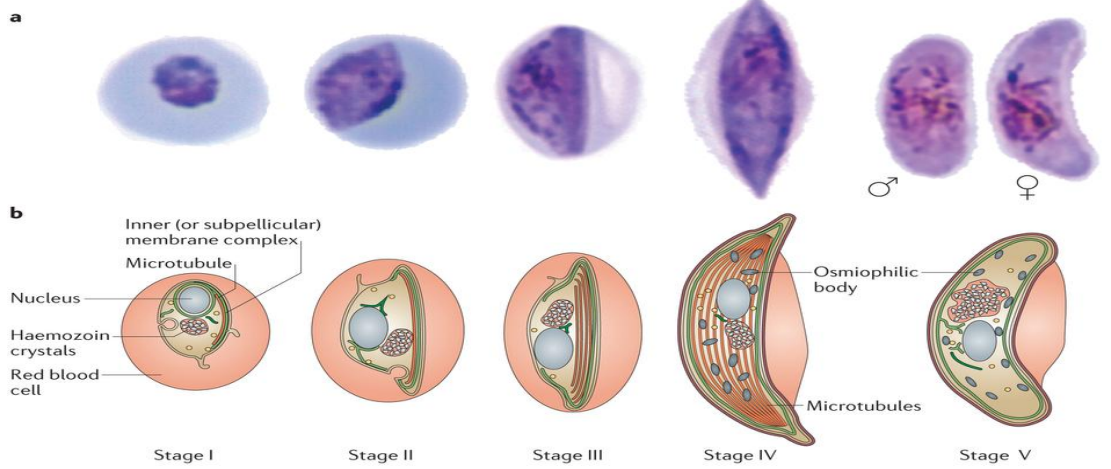 a
♂
♀
b
Inner (or subpellicular)
membrane complex
Microtubule
Nucleus
Haemozoin
crystals
Red blood
cell
Osmiophilic
body
Microtubules
Stage I
Stage II
Stage III
Stage IV
Stage V